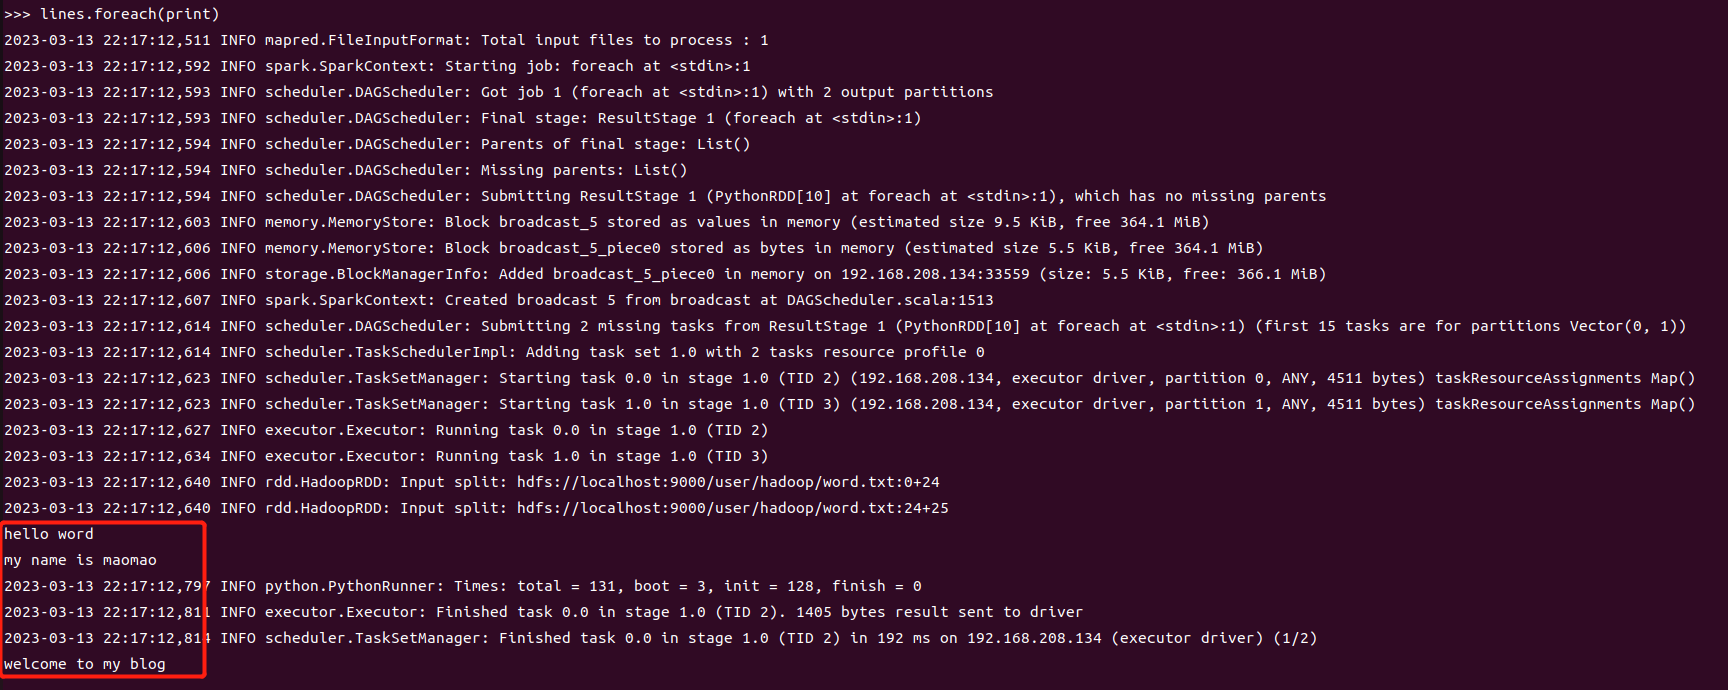 >>> lines.foreach(print)
2023-03-13 22:17:12,511 INFO mapred.FileInputFormat: Total input files to process : 1
2023-03-13 22:17:12,592 INFO spark.SparkContext: Starting job: foreach at <stdin>:1
2023-03-13 22:17:12,593 INFO scheduler.DAGScheduler: Got job 1 (foreach at <stdin>:1) with 2 output partitions
2023-03-13 22:17:12,593 INFO scheduler.DAGScheduler: Final stage: ResultStage 1 (foreach at <stdin>:1)
2023-03-13 22:17:12,594 INFO scheduler.DAGScheduler: Parents of final stage: List()
2023-03-13 22:17:12,594 INFO scheduler.DAGScheduler: Missing parents: List()
2023-03-13 22:17:12,594 INFO scheduler.DAGScheduler: Submitting ResultStage 1 (PythonRDD[10] at foreach at <stdin>:1), which has no missing parents
2023-03-13 22:17:12,603 INFO memory.MemoryStore: Block broadcast_5 stored as values in memory (estimated size 9.5 KiB, free 364.1 MiB)
2023-03-13 22:17:12,606 INFO memory.MemoryStore: Block broadcast_5_piece0 stored as bytes in memory (estimated size 5.5 KiB, free 364.1 MiB)
2023-03-13 22:17:12,606 INFO storage.BlockManagerInfo: Added broadcast_5_piece0 in memory on 192.168.208.134:33559 (size: 5.5 KiB, free: 366.1 MiB)
2023-03-13 22:17:12,607 INFO spark.SparkContext: Created broadcast 5 from broadcast at DAGScheduler.scala:1513
2023-03-13 22:17:12,614 INFO scheduler.DAGScheduler: Submitting 2 missing tasks from ResultStage 1 (PythonRDD[10] at foreach at <stdin>:1) (first 15 tasks are for partitions Vector(0, 1))
2023-03-13 22:17:12,614 INFO scheduler.TaskSchedulerImpl: Adding task set 1.0 with 2 tasks resource profile 0
2023-03-13 22:17:12,623 INFO scheduler.TaskSetManager: Starting task 0.0 in stage 1.0 (TID 2) (192.168.208.134, executor driver, partition 0, ANY, 4511 bytes) taskResourceAssignments Map()
2023-03-13 22:17:12,623 INFO scheduler.TaskSetManager: Starting task 1.0 in stage 1.0 (TID 3) (192.168.208.134, executor driver, partition 1, ANY, 4511 bytes) taskResourceAssignments Map()
2023-03-13 22:17:12,627 INFO executor.Executor: Running task 0.0 in stage 1.0 (TID 2)
2023-03-13 22:17:12,634 INFO executor.Executor: Running task 1.0 in stage 1.0 (TID 3)
2023-03-13 22:17:12,640 INFO rdd.HadoopRDD: Input split: hdfs://localhost:9000/user/hadoop/word.txt:0+24
2023-03-13 22:17:12,640 INFO rdd.HadoopRDD: Input split: hdfs://localhost:9000/user/hadoop/word.txt:24+25
hello word
my name is maomao
2023-03-13 22:17:12,797 INFO python.PythonRunner: Times: total = 131, boot = 3, init = 128, finish = 0
2023-03-13 22:17:12,811 INFO executor.Executor: Finished task 0.0 in stage 1.0 (TID 2). 1405 bytes result sent to driver
2023-03-13 22:17:12,814 INFO scheduler.TaskSetManager: Finished task 0.0 in stage 1.0 (TID 2) in 192 ms on 192.168.208.134 (executor driver) (1/2)
welcome to my blog